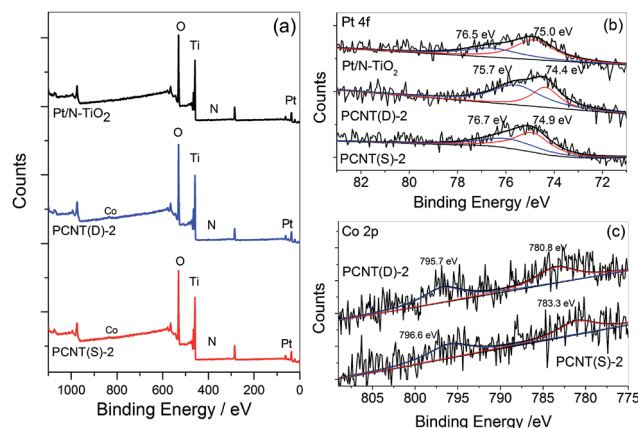 (a)
O
Ti
N
Pt
Pt/N-TiO₂
O
Ti
Co
N
Pt
PCNT(D)-2
O
Ti
Co
N
Pt
PCNT(S)-2
Counts
1000 800 600 400 200 0
Binding Energy / eV
Pt 4f
(b)
76.5 eV 75.0 eV
Pt/N-TiO₂
75.7 eV 74.4 eV
PCNT(D)-2
76.7 eV 74.9 eV
PCNT(S)-2
Counts
82 80 78 76 74 72
Binding Energy /eV
Co 2p
(c)
795.7 eV 780.8 eV
PCNT(D)-2
783.3 eV
796.6 eV
PCNT(S)-2
Counts
805 800 795 790 785 780 775
Binding Energy /eV